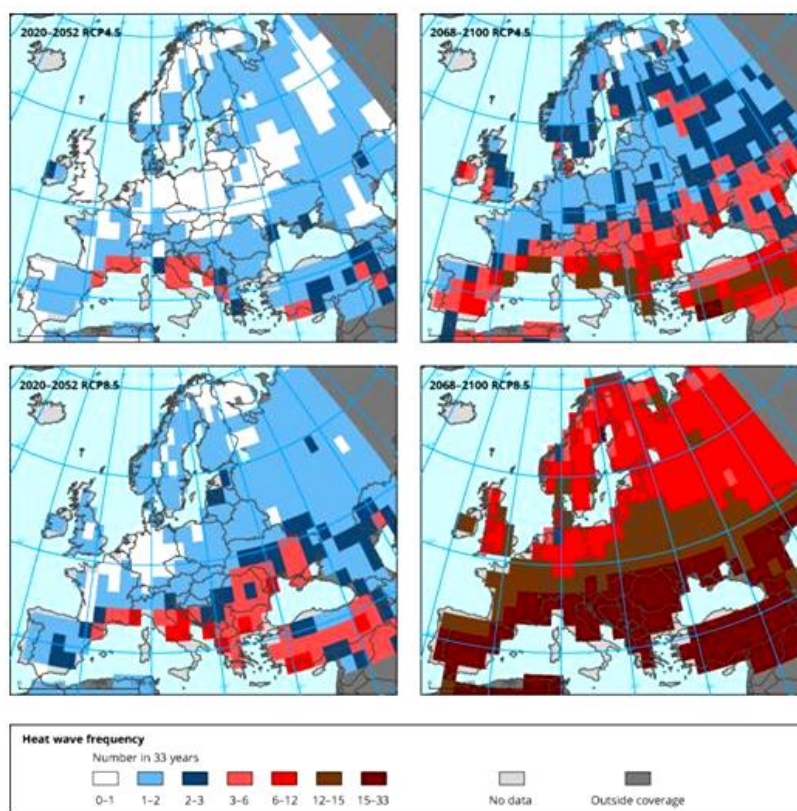 2020–2052 RCP4.5
2068–2100 RCP4.5
2020–2052 RCP8.5
2068–2100 RCP8.5
Heat wave frequency
Number in 33 years
0–1 1–2 2–3 3–6 6–12 12–15 15–33 No data Outside coverage